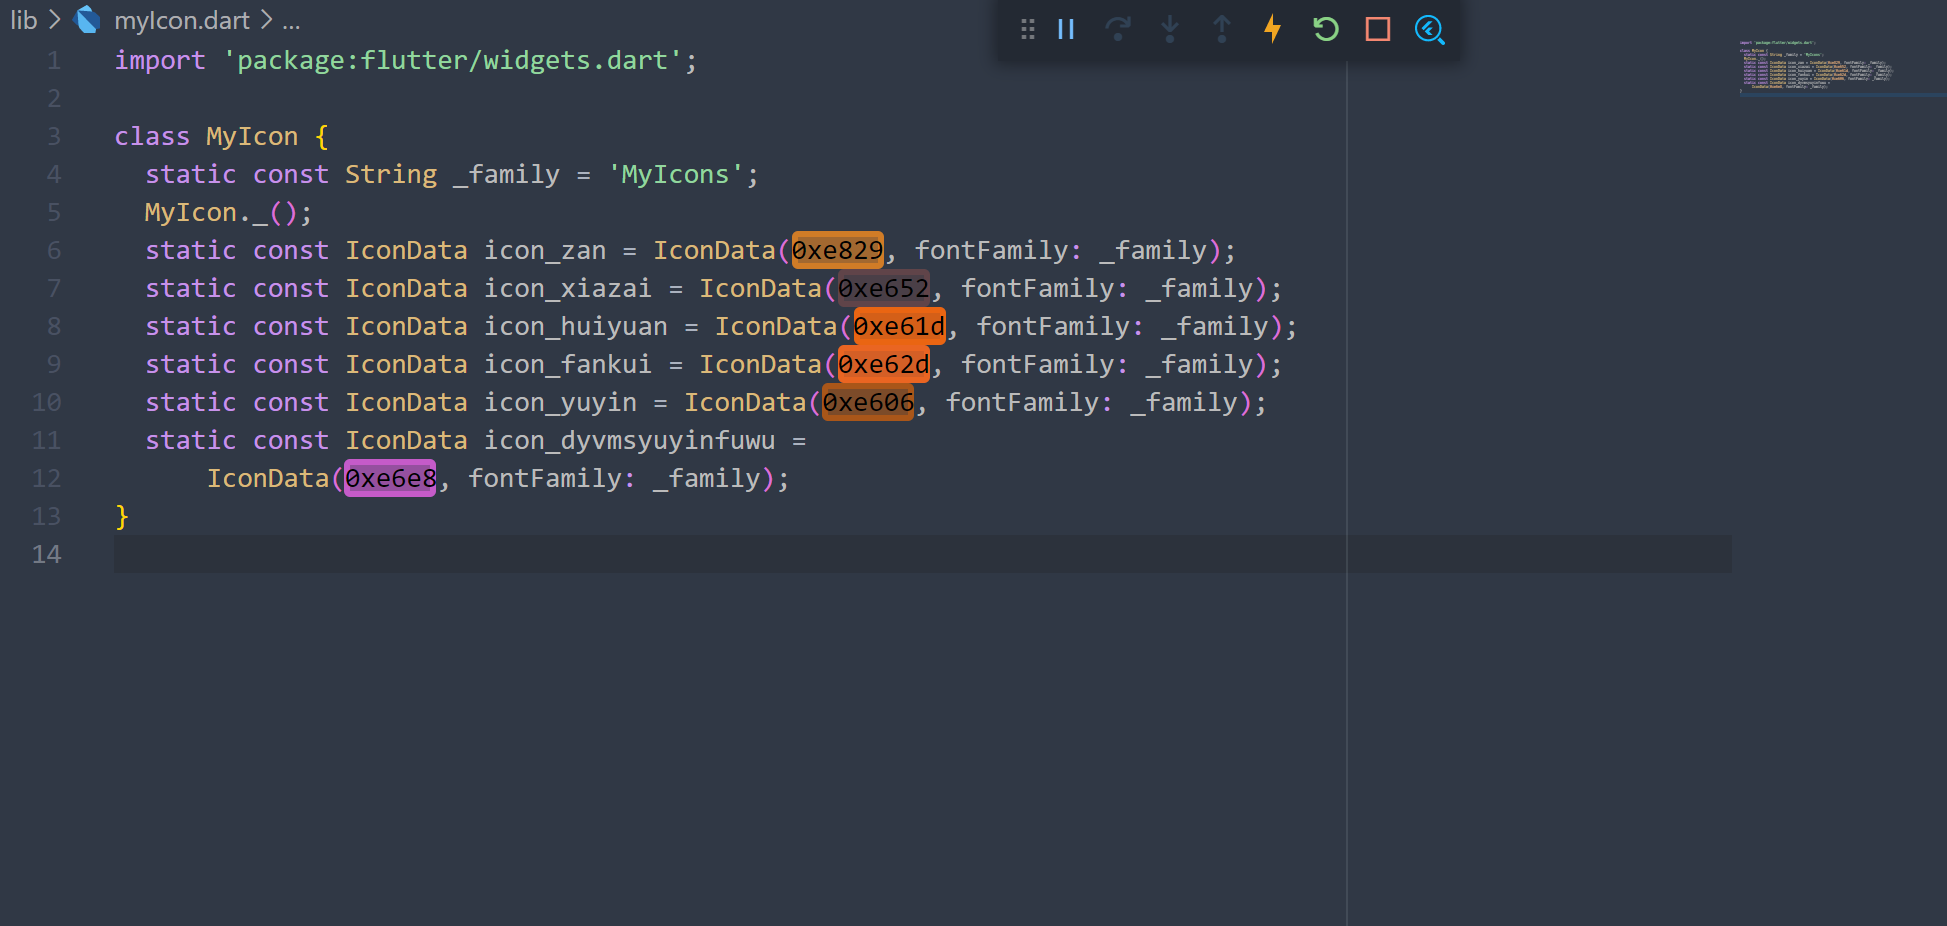 lib > myIcon.dart > ...
1 import 'package:flutter/widgets.dart';
2
3 class MyIcon {
4   static const String _family = 'MyIcons';
5   MyIcon._();
6   static const IconData icon_zan = IconData(0xe829, fontFamily: _family);
7   static const IconData icon_xiazai = IconData(0xe652, fontFamily: _family);
8   static const IconData icon_huiyuan = IconData(0xe61d, fontFamily: _family);
9   static const IconData icon_fankui = IconData(0xe62d, fontFamily: _family);
10   static const IconData icon_yuyin = IconData(0xe606, fontFamily: _family);
11   static const IconData icon_dyvmsyuyinfuwu =
12       IconData(0xe6e8, fontFamily: _family);
13 }
14